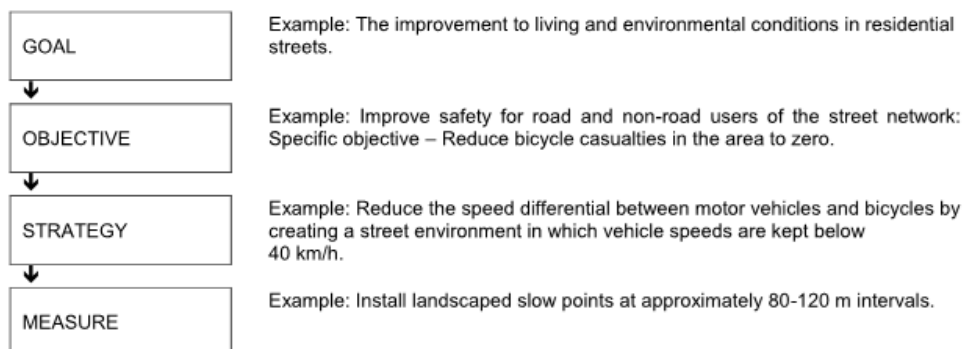 GOAL
Example: The improvement to living and environmental conditions in residential
streets.
OBJECTIVE
Example: Improve safety for road and non-road users of the street network:
Specific objective – Reduce bicycle casualties in the area to zero.
STRATEGY
Example: Reduce the speed differential between motor vehicles and bicycles by
creating a street environment in which vehicle speeds are kept below
40 km/h.
MEASURE
Example: Install landscaped slow points at approximately 80-120 m intervals.